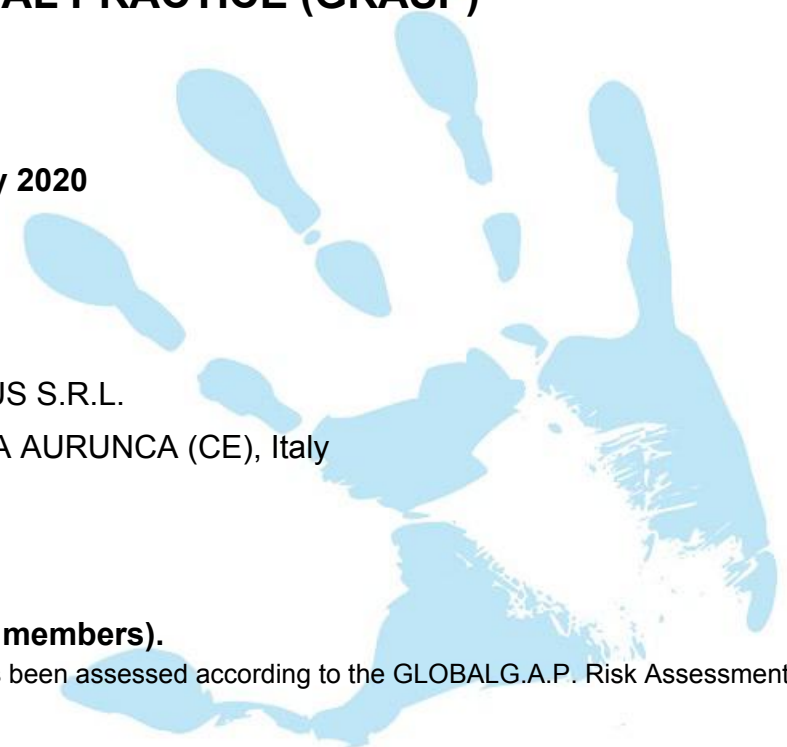 AL PRACTICE (GRASP)
y 2020
US S.R.L.
A AURUNCA (CE), Italy
members).
s been assessed according to the GLOBALG.A.P. Risk Assessment